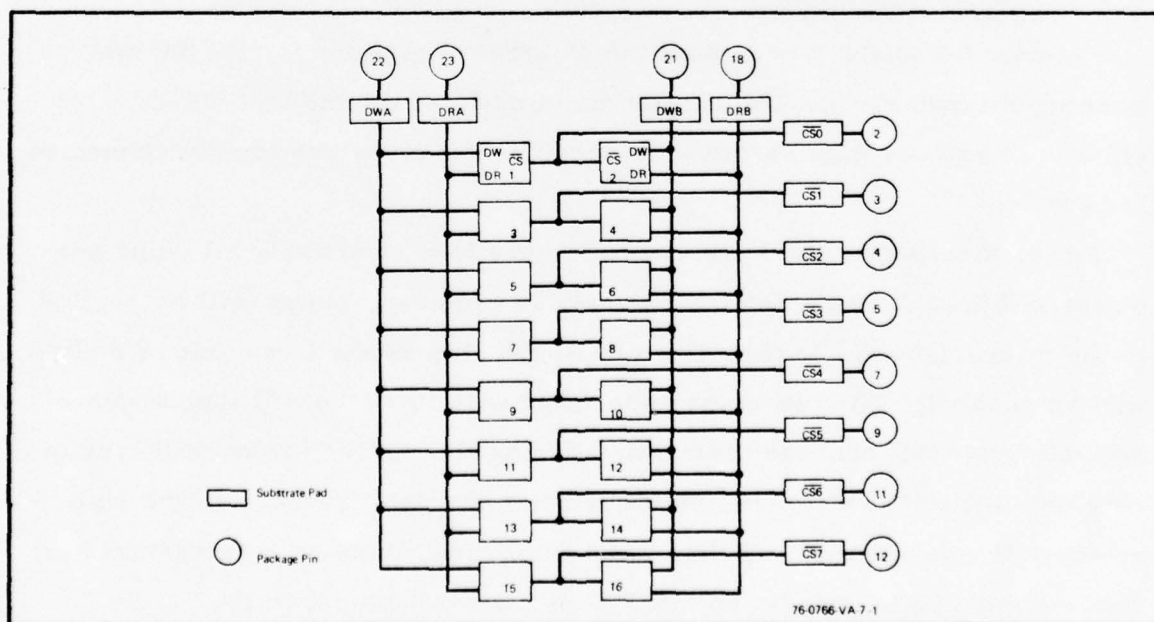 22 23 21 18
DWA DRA DWB DRB
CS0 2
DW CS DR 1
CS DW 2 DR
CS1 3
3 4
CS2 4
5 6
CS3 5
7 8
CS4 7
9 10
CS5 9
11 12
CS6 11
Substrate Pad
13 14
CS7 12
Package Pin
15 16
76-0766-VA-7-1